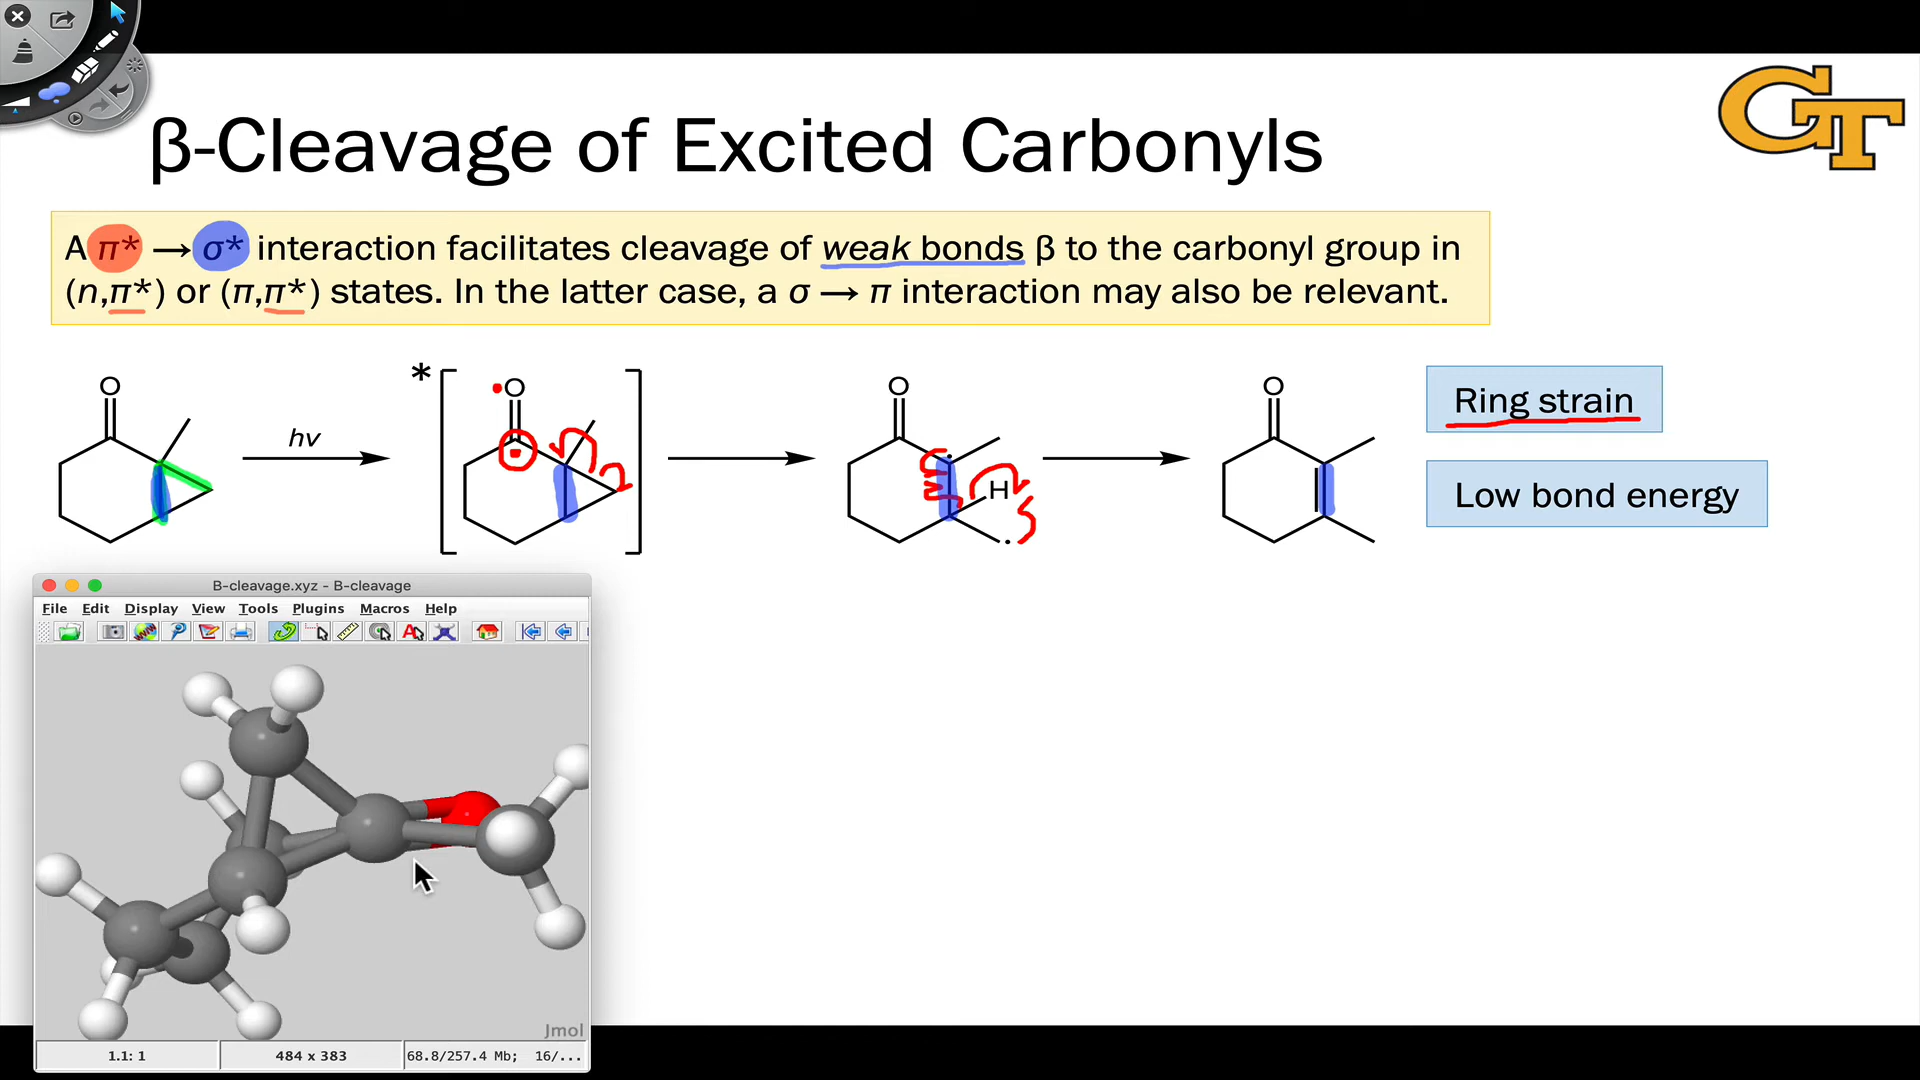 GT
β-Cleavage of Excited Carbonyls
A π* → σ* interaction facilitates cleavage of weak bonds β to the carbonyl group in
(n,π*) or (π,π*) states. In the latter case, a σ → π interaction may also be relevant.
O
hν
*
O
O
H
O
Ring strain
Low bond energy
B-cleavage.xyz - B-cleavage
File Edit Display View Tools Plugins Macros Help
Jmol
1.1: 1 484 x 383 68.8/257.4 Mb; 16/...